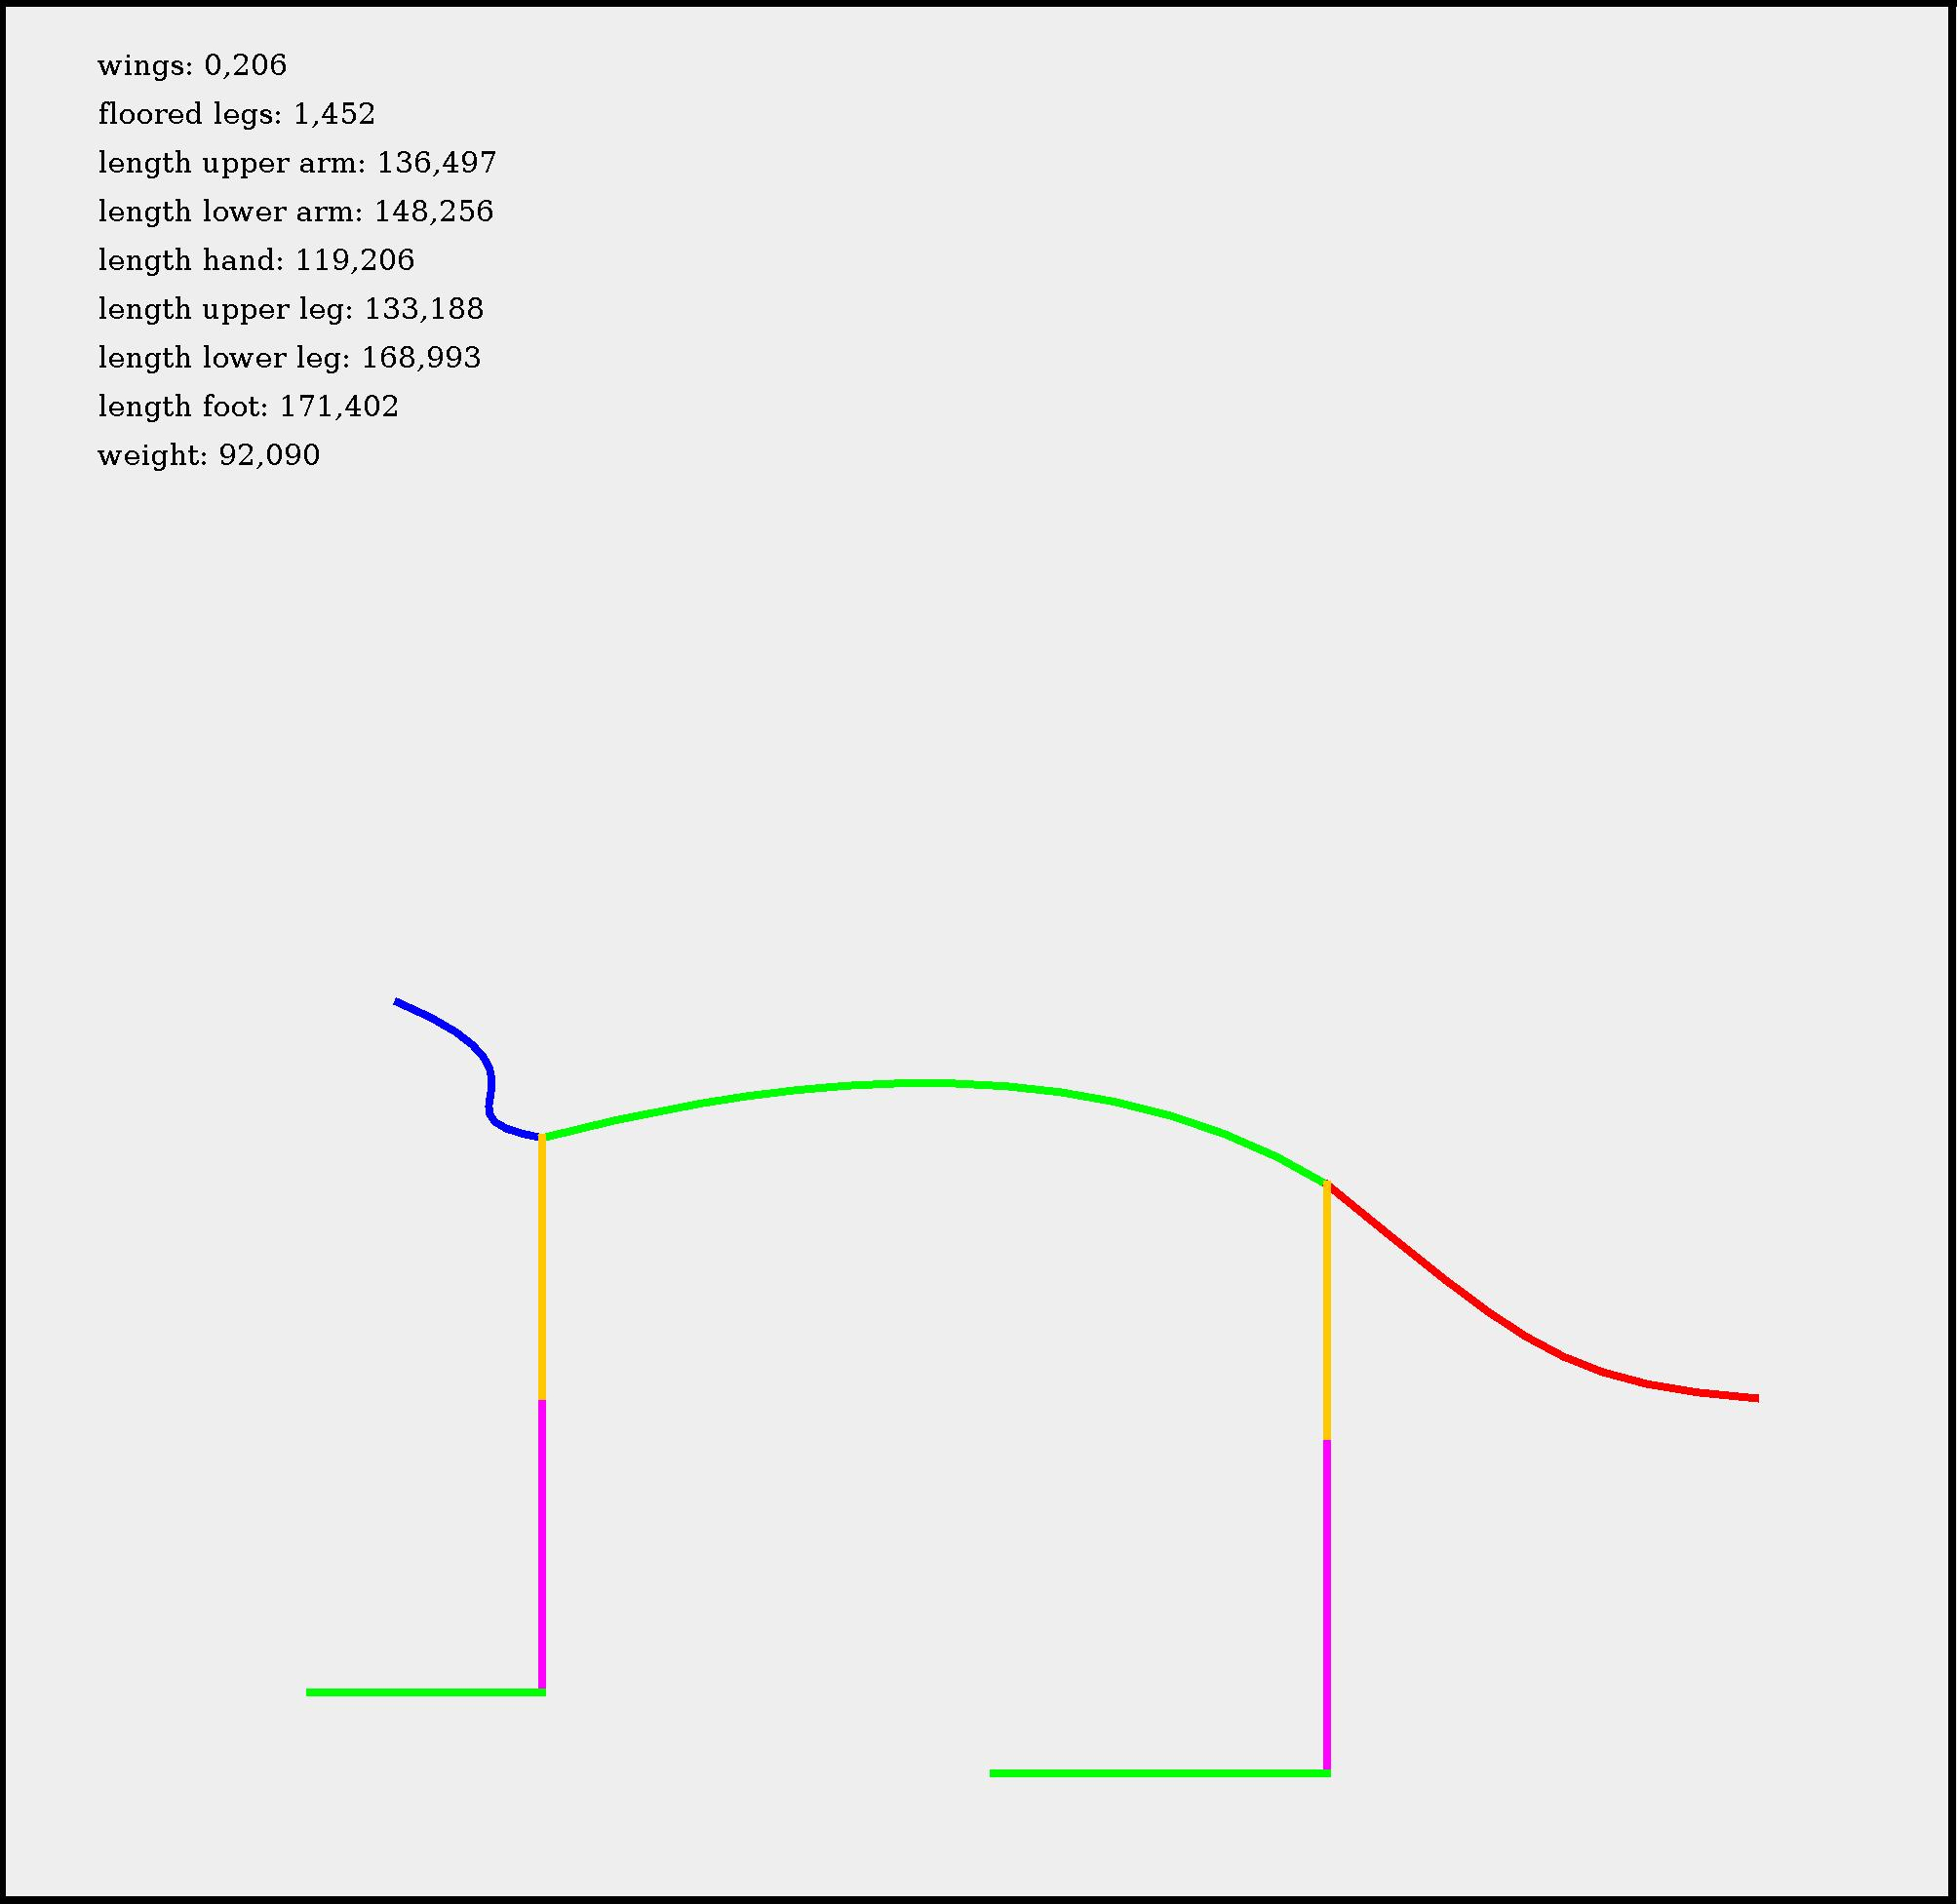 wings: 0,206
floored legs: 1,452
length upper arm: 136,497
length lower arm: 148,256
length hand: 119,206
length upper leg: 133,188
length lower leg: 168,993
length foot: 171,402
weight: 92,090